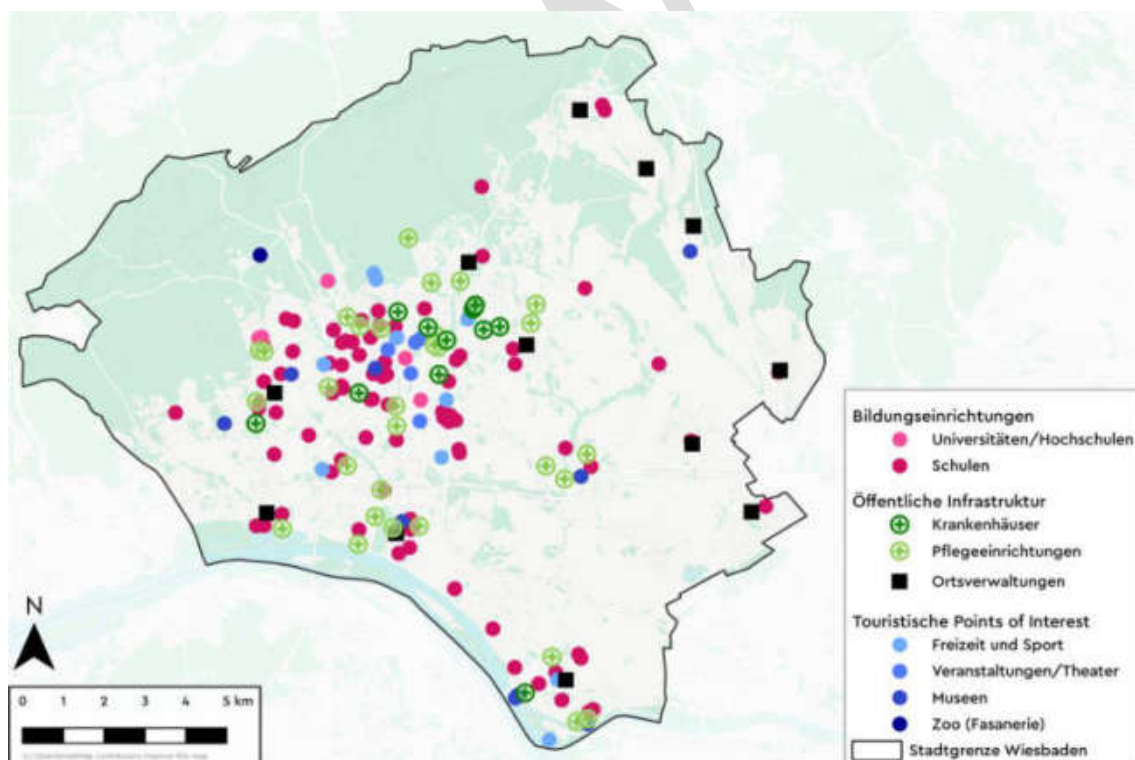 Bildungseinrichtungen
Universitäten/Hochschulen
Schulen
Öffentliche Infrastruktur
Krankenhäuser
Pflegeeinrichtungen
Ortsverwaltungen
Touristische Points of Interest
Freizeit und Sport
Veranstaltungen/Theater
Museen
Zoo (Fasanerie)
Stadtgrenze Wiesbaden
N
0 1 2 3 4 5 km